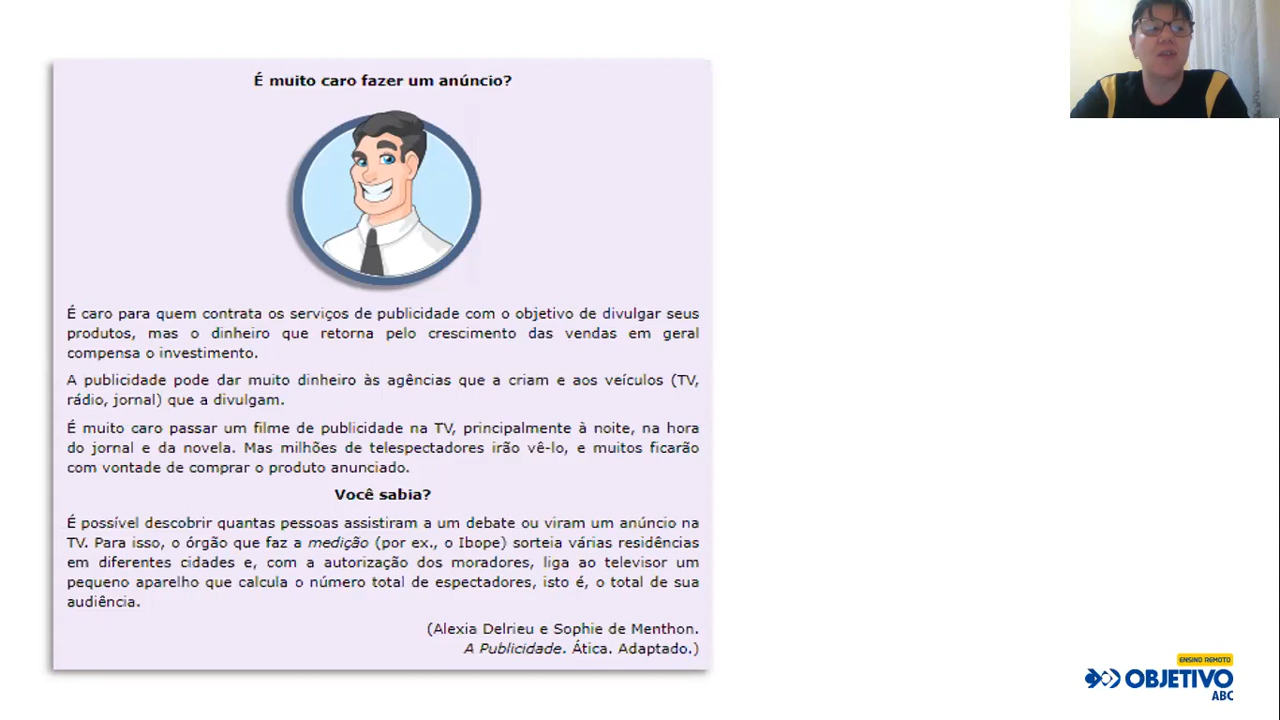 É muito caro fazer um anúncio?
É caro para quem contrata os serviços de publicidade com o objetivo de divulgar seus
produtos, mas o dinheiro que retorna pelo crescimento das vendas em geral
compensa o investimento.
A publicidade pode dar muito dinheiro às agências que a criam e aos veículos (TV,
rádio, jornal) que a divulgam.
É muito caro passar um filme de publicidade na TV, principalmente à noite, na hora
do jornal e da novela. Mas milhões de telespectadores irão vê-lo, e muitos ficarão
com vontade de comprar o produto anunciado.
Você sabia?
É possível descobrir quantas pessoas assistiram a um debate ou viram um anúncio na
TV. Para isso, o órgão que faz a medição (por ex., o Ibope) sorteia várias residências
em diferentes cidades e, com a autorização dos moradores, liga ao televisor um
pequeno aparelho que calcula o número total de espectadores, isto é, o total de sua
audiência.
(Alexia Delrieu e Sophie de Menthon.
A Publicidade. Ática. Adaptado.)
ENSINO REMOTO
OBJETIVO
ABC